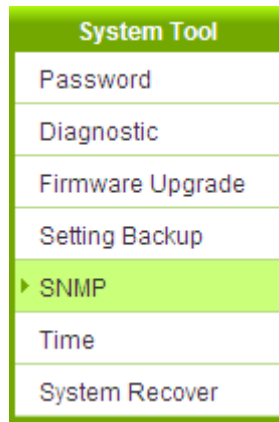 System Tool
Password
Diagnostic
Firmware Upgrade
Setting Backup
SNMP
Time
System Recover